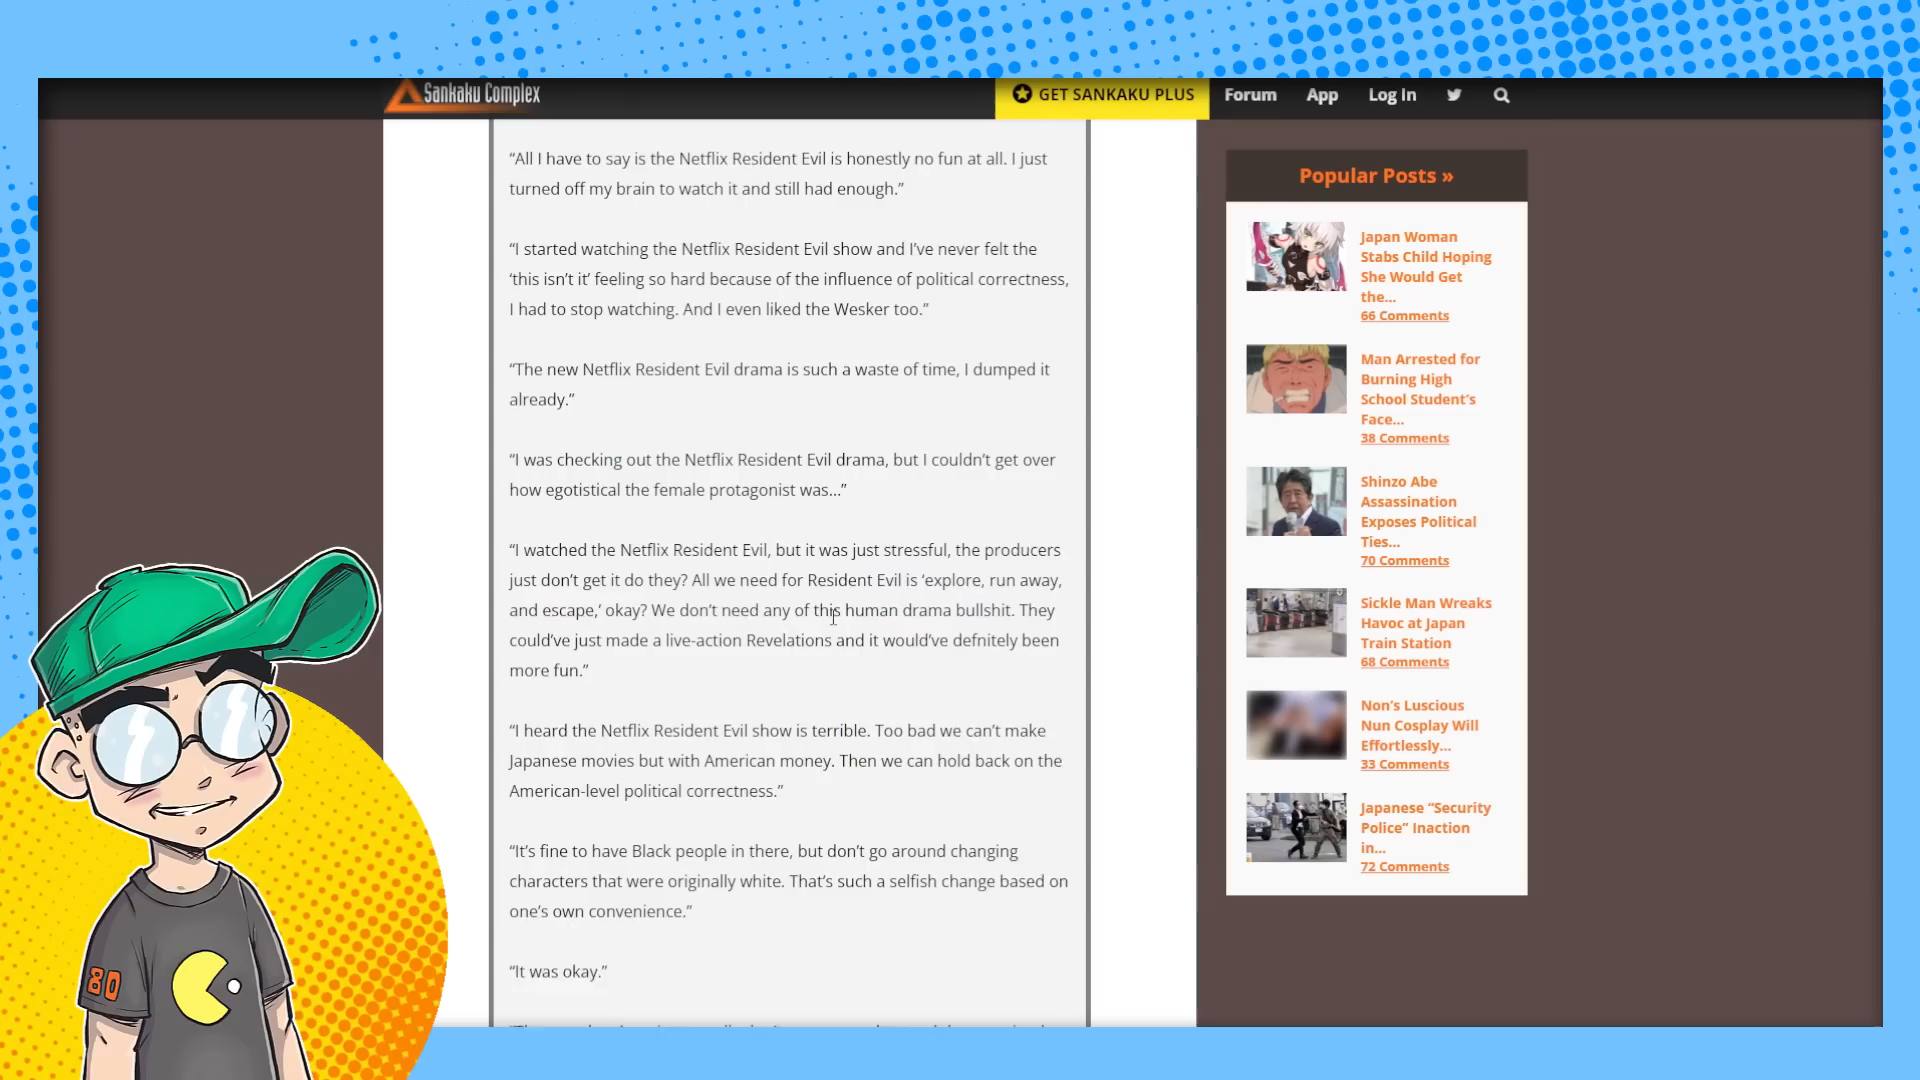 Sankaku Complex
GET SANKAKU PLUS
Forum
App
Log In
“All I have to say is the Netflix Resident Evil is honestly no fun at all. I just
turned off my brain to watch it and still had enough.”
“I started watching the Netflix Resident Evil show and I’ve never felt the
‘this isn’t it’ feeling so hard because of the influence of political correctness,
I had to stop watching. And I even liked the Wesker too.”
“The new Netflix Resident Evil drama is such a waste of time, I dumped it
already.”
“I was checking out the Netflix Resident Evil drama, but I couldn’t get over
how egotistical the female protagonist was…”
“I watched the Netflix Resident Evil, but it was just stressful, the producers
just don’t get it do they? All we need for Resident Evil is ‘explore, run away,
and escape,’ okay? We don’t need any of this human drama bullshit. They
could’ve just made a live-action Revelations and it would’ve defnitely been
more fun.”
“I heard the Netflix Resident Evil show is terrible. Too bad we can’t make
Japanese movies but with American money. Then we can hold back on the
American-level political correctness.”
“It’s fine to have Black people in there, but don’t go around changing
characters that were originally white. That’s such a selfish change based on
one’s own convenience.”
“It was okay.”
Popular Posts »
Japan Woman
Stabs Child Hoping
She Would Get
the...
66 Comments
Man Arrested for
Burning High
School Student’s
Face...
38 Comments
Shinzo Abe
Assassination
Exposes Political
Ties...
70 Comments
Sickle Man Wreaks
Havoc at Japan
Train Station
68 Comments
Non’s Luscious
Nun Cosplay Will
Effortlessly...
33 Comments
Japanese “Security
Police” Inaction
in...
72 Comments
80